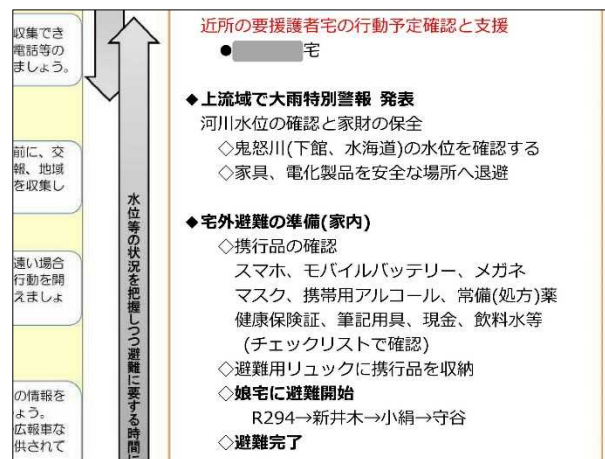 収集でき
電話等の
ましょう。
前に、交
報、地域
を収集し
遠い場合
行動を開
えましょ
の情報を
ょう。
広報車な
供されて
水位等の状況を把握しつつ避難に要する時間に
近所の要援護者宅の行動予定確認と支援
●宅
◆上流域で大雨特別警報 発表
河川水位の確認と家財の保全
◇鬼怒川(下館、水海道)の水位を確認する
◇家具、電化製品を安全な場所へ退避
◆宅外避難の準備(家内)
◇携行品の確認
スマホ、モバイルバッテリー、メガネ
マスク、携帯用アルコール、常備(処方)薬
健康保険証、筆記用具、現金、飲料水等
(チェックリストで確認)
◇避難用リュックに携行品を収納
◇娘宅に避難開始
R294→新井木→小絹→守谷
◇避難完了